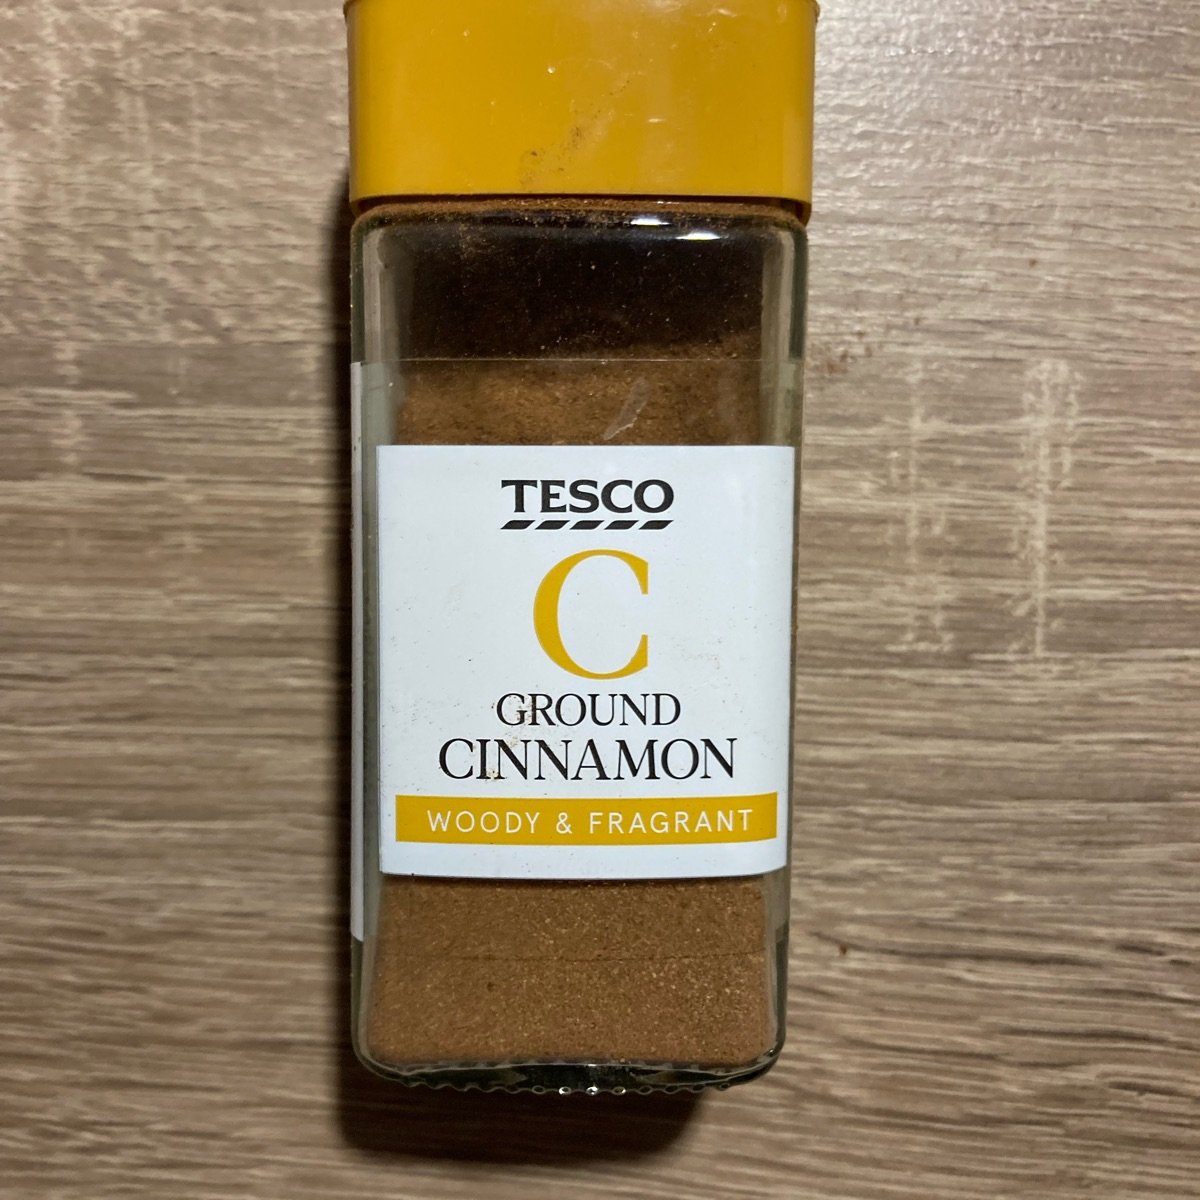 TESCO
C
GROUND
CINNAMON
WOODY & FRAGRANT